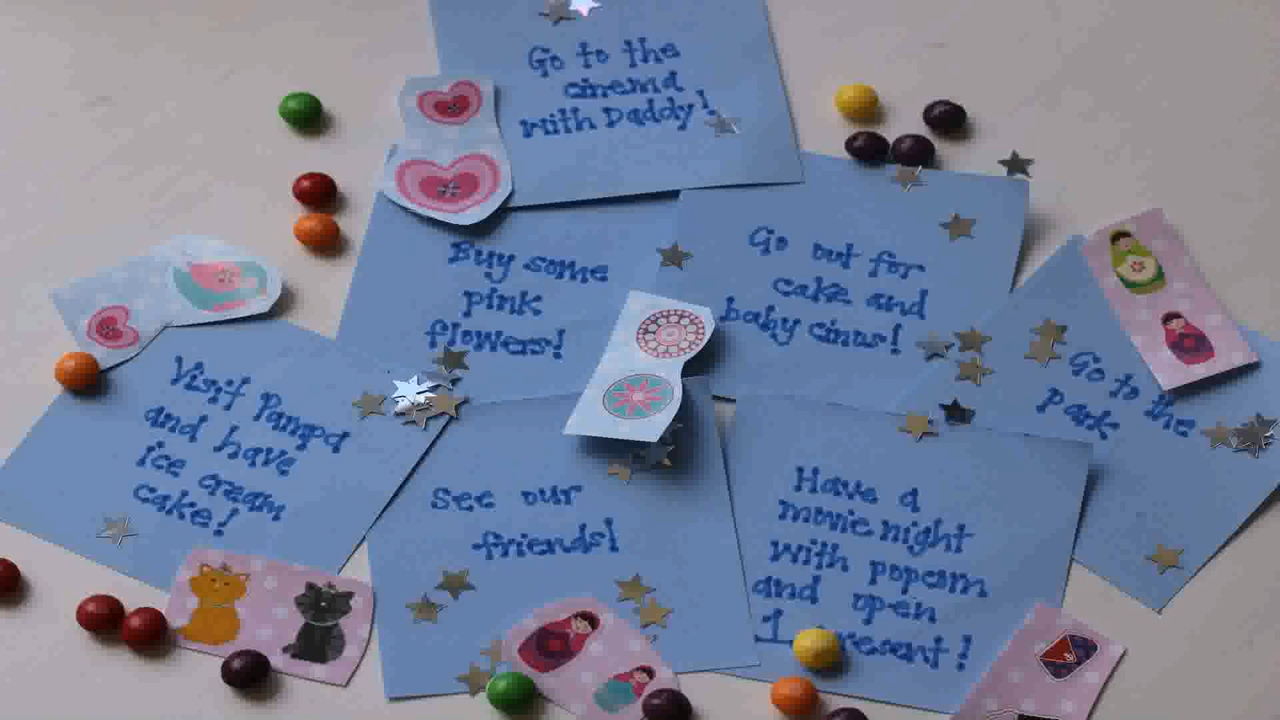 Go to the
cinema
with Daddy!
Buy some
pink
flowers!
Go out for
cake and
baby cinos!
Go to the
park
Visit Pampa
and have
ice cream
cake!
See our
friends!
Have a
movie night
with popcorn
and open
1 resent!